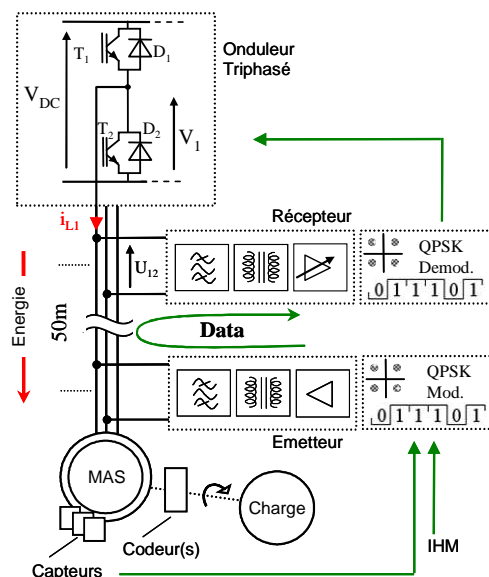 T1
D1
VDC
T2
D2
V1
Onduleur
Triphasé
iL1
U12
Récepteur
QPSK
Demod.
0 1 1 1 0 1
Energie
50m
Data
QPSK
Mod.
0 1 1 1 0 1
Emetteur
MAS
Charge
Codeur(s)
Capteurs
IHM